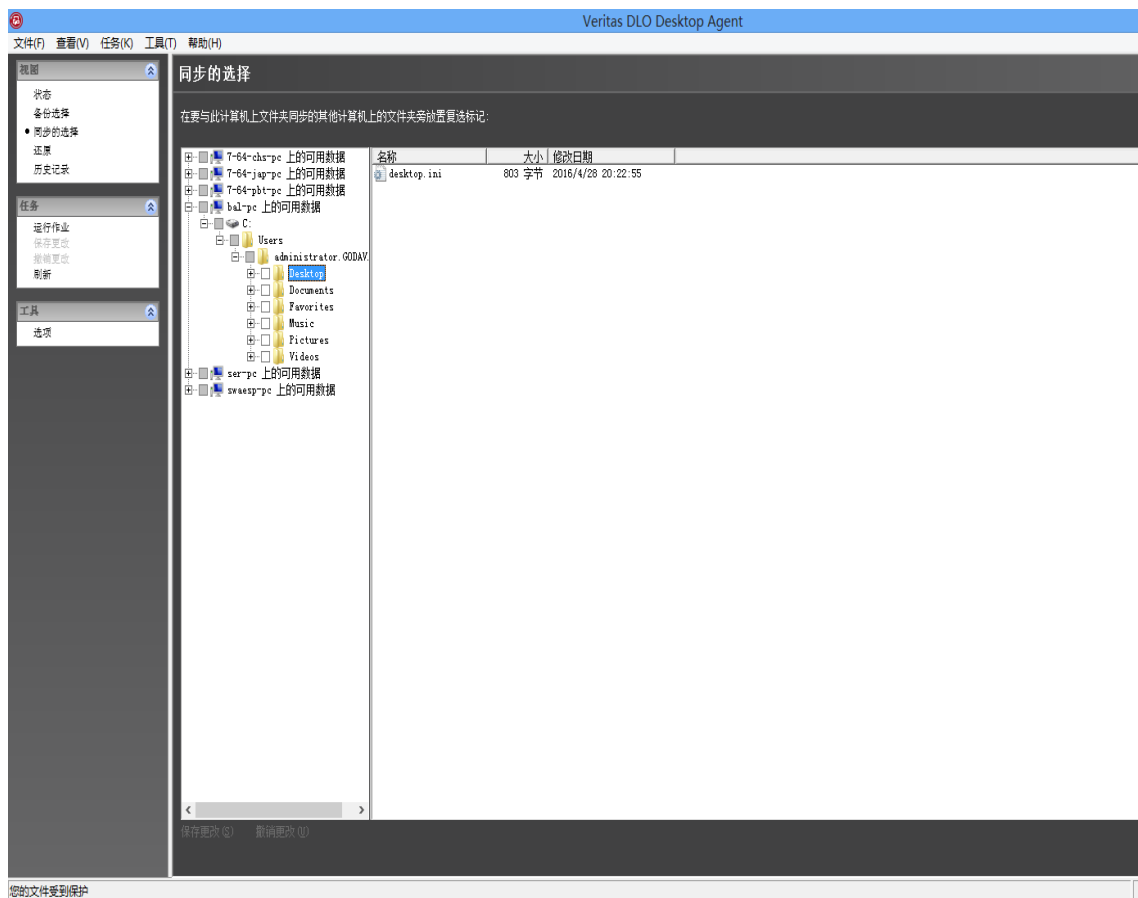 Veritas DLO Desktop Agent
文件(F) 查看(V) 任务(K) 工具(T) 帮助(H)
视图
状态
备份选择
同步的选择
还原
历史记录
任务
运行作业
保存更改
撤销更改
刷新
工具
选项
同步的选择
在要与此计算机上文件夹同步的其他计算机上的文件夹旁放置复选标记:
7-64-chs-pc 上的可用数据
7-64-jap-pc 上的可用数据
7-64-pbt-pc 上的可用数据
bal-pc 上的可用数据
C:
Users
administrator.GODAV
Desktop
Documents
Favorites
Music
Pictures
Videos
ser-pc 上的可用数据
swaesp-pc 上的可用数据
名称 大小 修改日期
desktop.ini 803 字节 2016/4/28 20:22:55
保存更改(S) 撤销更改(U)
您的文件受到保护